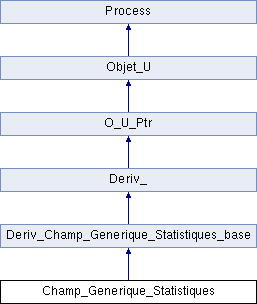 Process
Objet_U
O_U_Ptr
Deriv_
Deriv_Champ_Generique_Statistiques_base
Champ_Generique_Statistiques